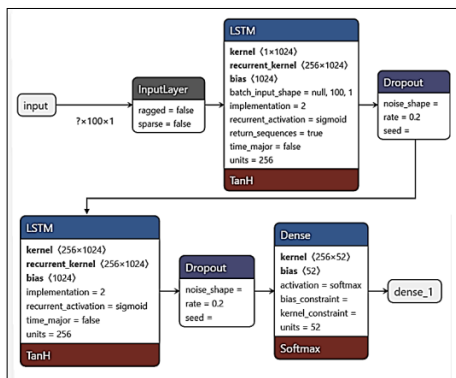 input
?×100×1
InputLayer
ragged = false
sparse = false
LSTM
kernel ⟨1×1024⟩
recurrent_kernel ⟨256×1024⟩
bias ⟨1024⟩
batch_input_shape = null, 100, 1
implementation = 2
recurrent_activation = sigmoid
return_sequences = true
time_major = false
units = 256
TanH
Dropout
noise_shape =
rate = 0.2
seed =
LSTM
kernel ⟨256×1024⟩
recurrent_kernel ⟨256×1024⟩
bias ⟨1024⟩
implementation = 2
recurrent_activation = sigmoid
time_major = false
units = 256
TanH
Dropout
noise_shape =
rate = 0.2
seed =
Dense
kernel ⟨256×52⟩
bias ⟨52⟩
activation = softmax
bias_constraint =
kernel_constraint =
units = 52
Softmax
dense_1